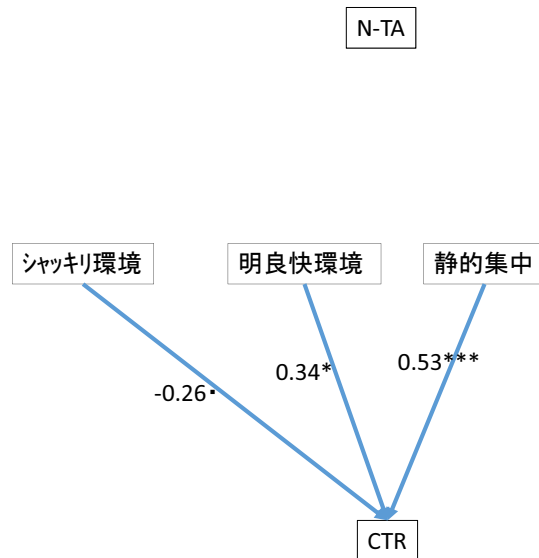 N-TA
シャッキリ環境
明良快環境
静的集中
-0.26･
0.34*
0.53***
CTR